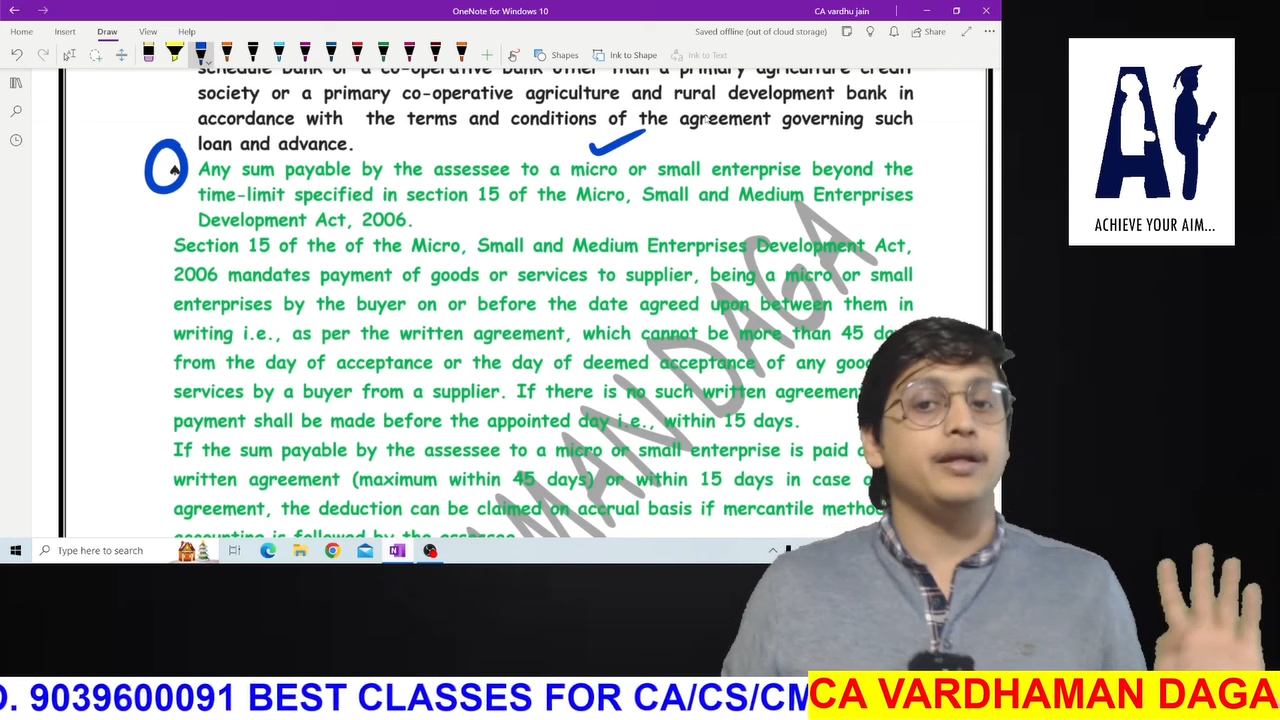 OneNote for Windows 10
CA vardhu jain
Home Insert Draw View Help
Saved offline (out of cloud storage)
Share
Shapes
Ink to Shape
Ink to Text
schedule bank or a co-operative bank other than a primary agriculture credit
society or a primary co-operative agriculture and rural development bank in
accordance with the terms and conditions of the agreement governing such
loan and advance.
Any sum payable by the assessee to a micro or small enterprise beyond the
time-limit specified in section 15 of the Micro, Small and Medium Enterprises
Development Act, 2006.
Section 15 of the of the Micro, Small and Medium Enterprises Development Act,
2006 mandates payment of goods or services to supplier, being a micro or small
enterprises by the buyer on or before the date agreed upon between them in
writing i.e., as per the written agreement, which cannot be more than 45
from the day of acceptance or the day of deemed acceptance of any
services by a buyer from a supplier. If there is no such written agreement
payment shall be made before the appointed day i.e., within 15 days.
If the sum payable by the assessee to a micro or small enterprise is paid
written agreement (maximum within 45 days) or within 15 days in case
agreement, the deduction can be claimed on accrual basis if mercantile
accounting is followed by the assessee.
MAN DAGA
Type here to search
AI
ACHIEVE YOUR AIM...
O. 9039600091 BEST CLASSES FOR CA/CS/CM
CA VARDHAMAN DAGA